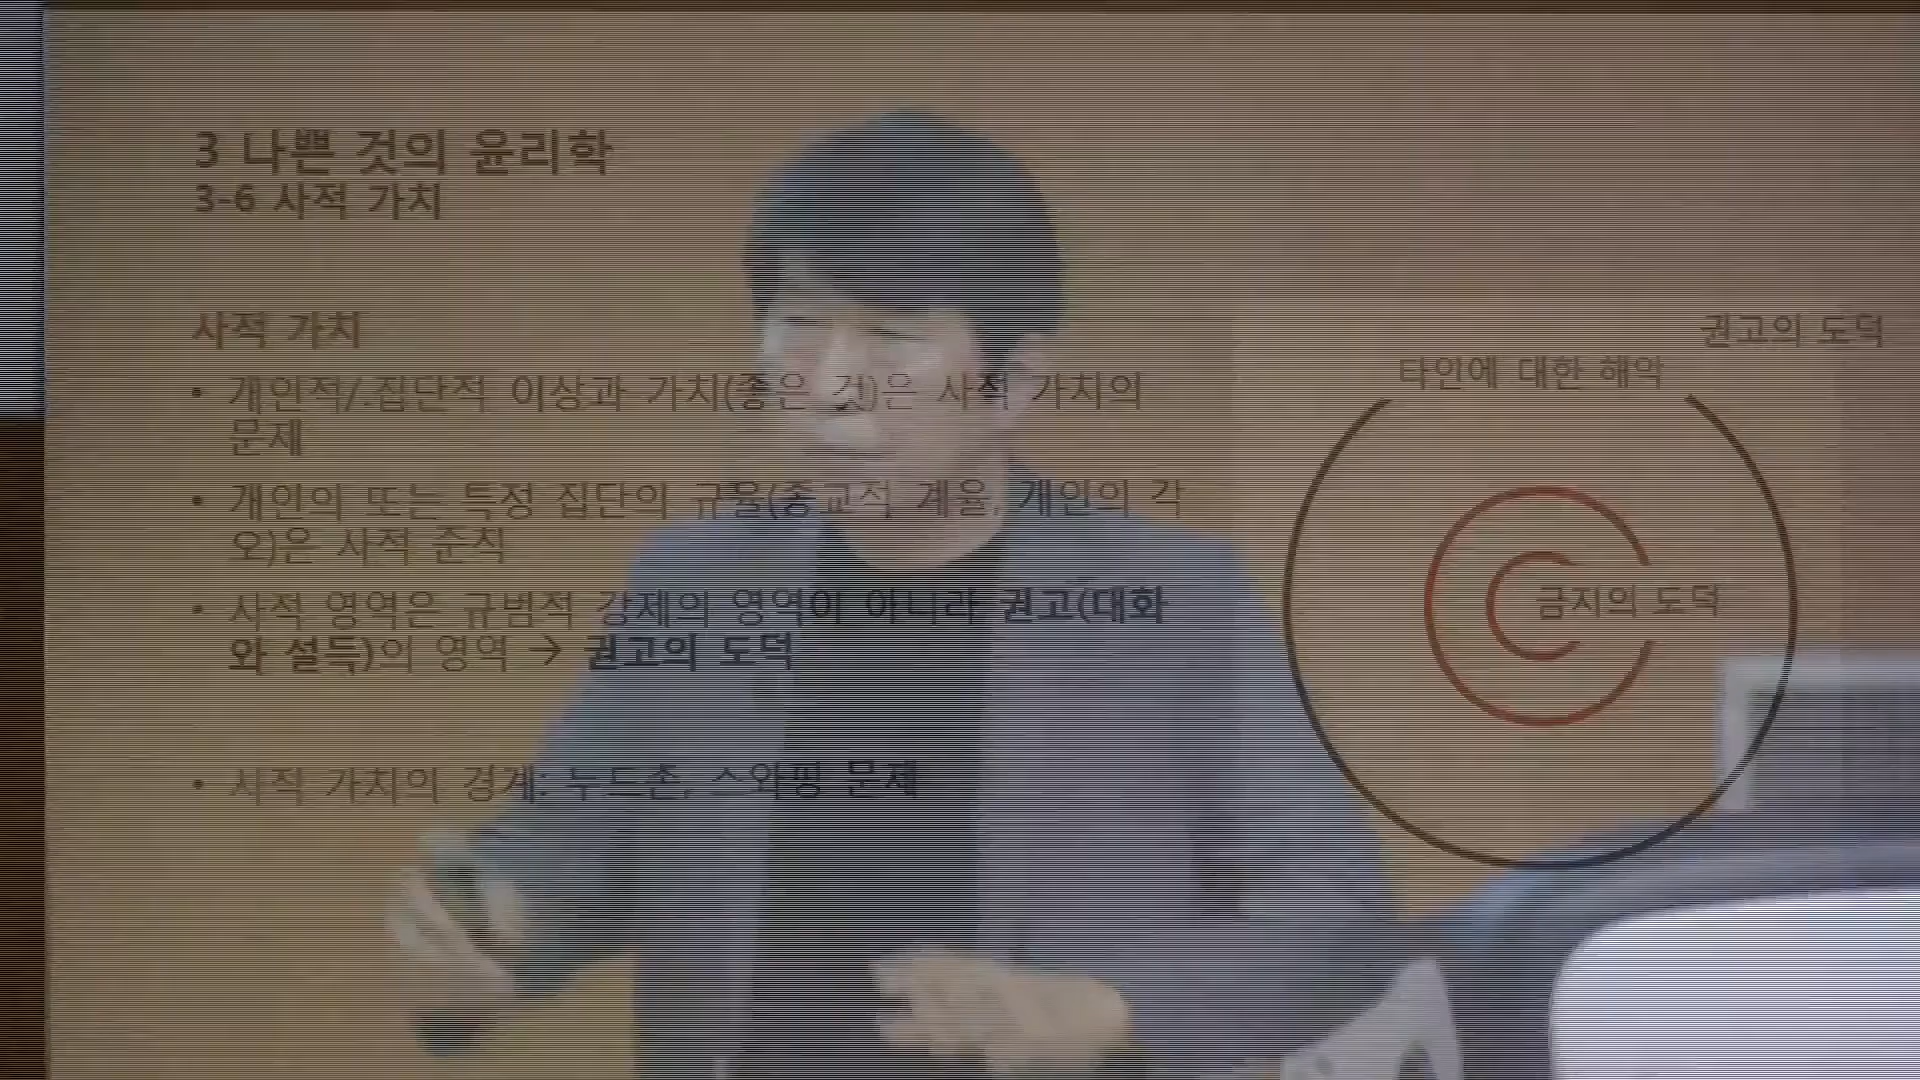 3 나쁜 것의 윤리학
3-6 사적 가치
사적 가치
• 개인적/.집단적 이상과 가치(좋은 것)은 사적 가치의
문제
• 개인의 또는 특정 집단의 규율(종교적 계율, 개인의 각
오)은 사적 준칙
• 사적 영역은 규범적 강제의 영역이 아니라 권고(대화
와 설득)의 영역 → 권고의 도덕
• 사적 가치의 경계: 누드촌, 스와핑 문제
권고의 도덕
타인에 대한 해악
금지의 도덕